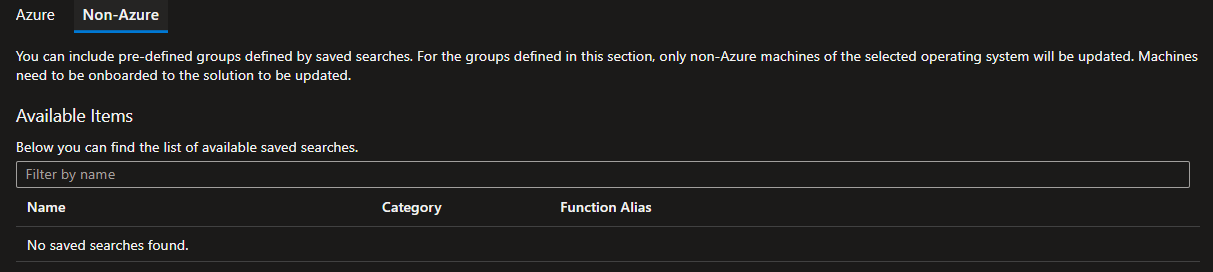 Azure Non-Azure
You can include pre-defined groups defined by saved searches. For the groups defined in this section, only non-Azure machines of the selected operating system will be updated. Machines
need to be onboarded to the solution to be updated.
Available Items
Below you can find the list of available saved searches.
Filter by name
Name Category Function Alias
No saved searches found.